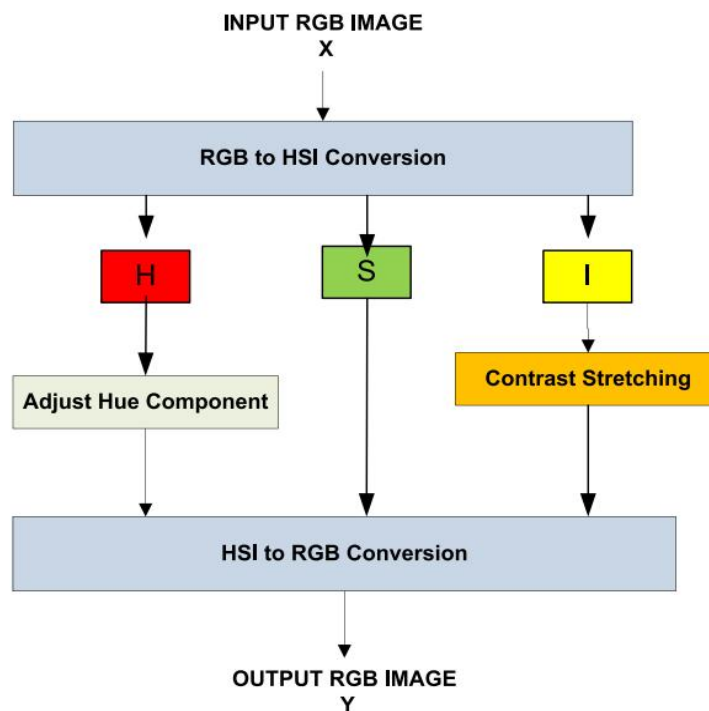 INPUT RGB IMAGE
X
RGB to HSI Conversion
H
S
I
Adjust Hue Component
Contrast Stretching
HSI to RGB Conversion
OUTPUT RGB IMAGE
Y